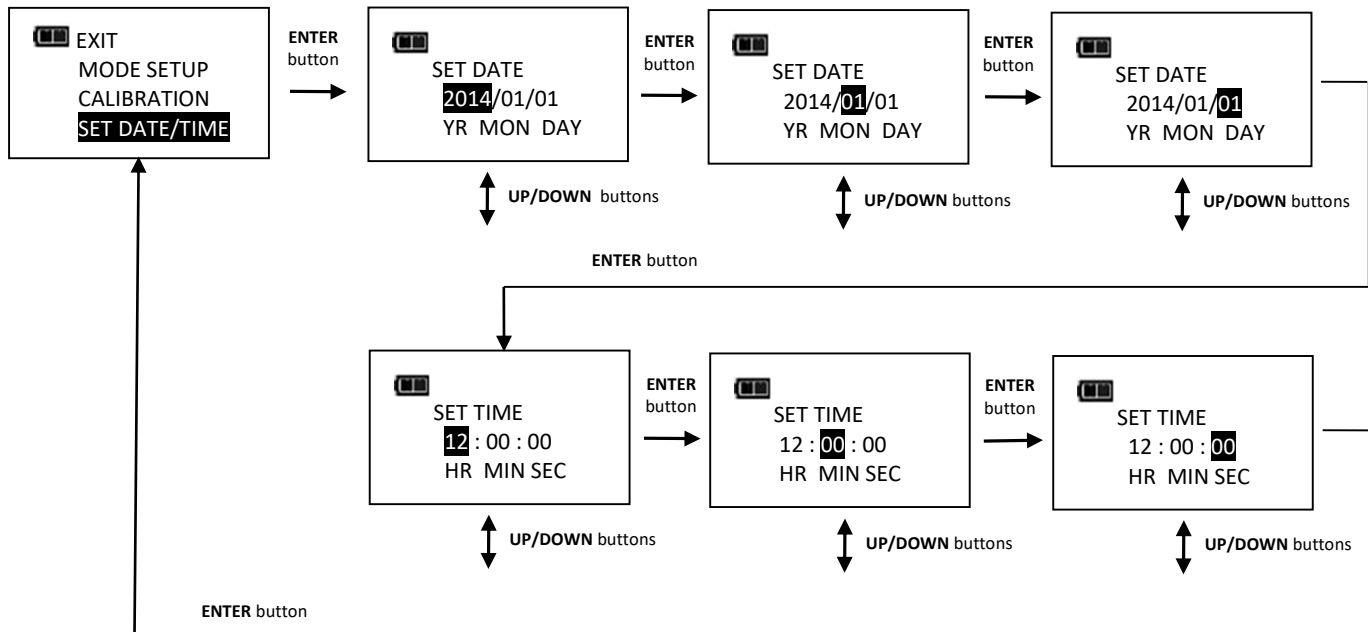 EXIT
MODE SETUP
CALIBRATION
SET DATE/TIME
ENTER
button
SET DATE
2014/01/01
YR MON DAY
UP/DOWN buttons
ENTER
button
SET DATE
2014/01/01
YR MON DAY
UP/DOWN buttons
ENTER
button
SET DATE
2014/01/01
YR MON DAY
UP/DOWN buttons
ENTER button
SET TIME
12 : 00 : 00
HR MIN SEC
UP/DOWN buttons
ENTER
button
SET TIME
12 : 00 : 00
HR MIN SEC
UP/DOWN buttons
ENTER
button
SET TIME
12 : 00 : 00
HR MIN SEC
UP/DOWN buttons
ENTER button